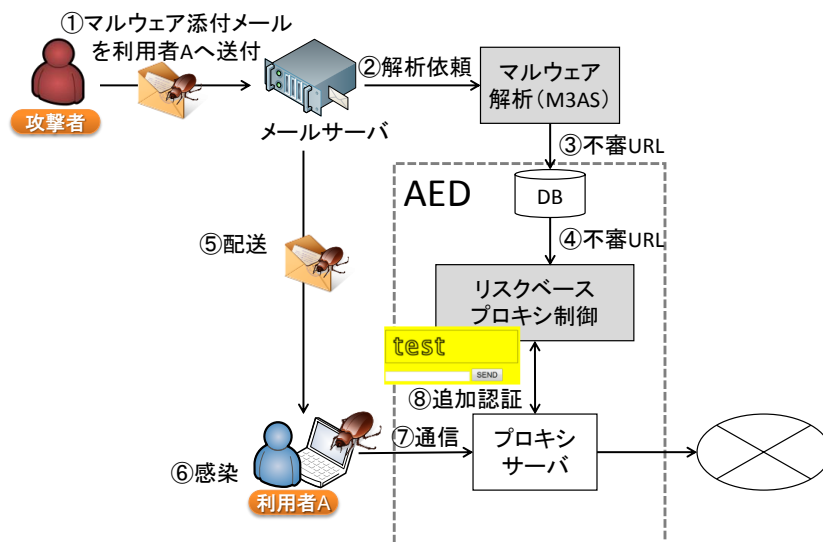 ①マルウェア添付メール
を利用者Aへ送付
攻撃者
メールサーバ
②解析依頼
マルウェア
解析（M3AS）
③不審URL
AED
DB
④不審URL
⑤配送
リスクベース
プロキシ制御
test
SEND
⑧追加認証
⑥感染
利用者A
⑦通信
プロキシ
サーバ